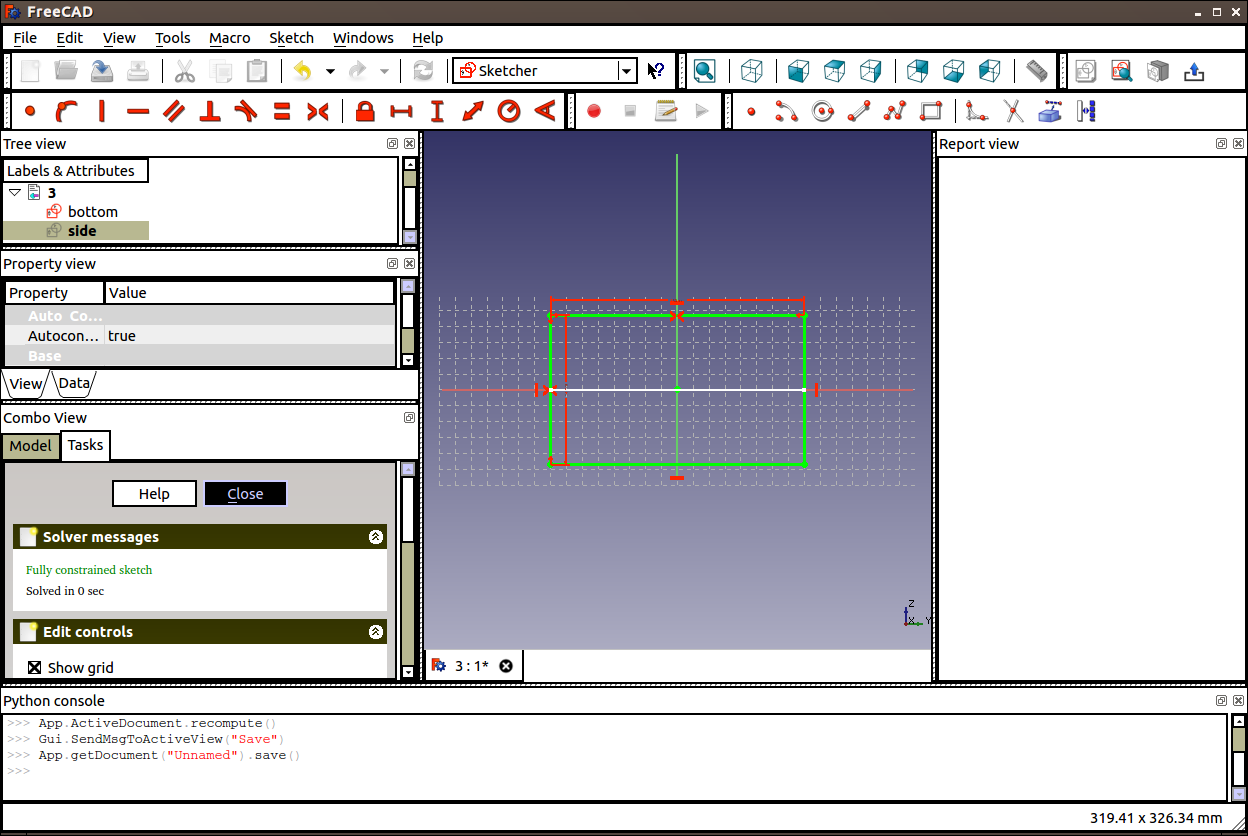 FreeCAD
File Edit View Tools Macro Sketch Windows Help
Sketcher
Tree view
Labels & Attributes
3
bottom
side
Property view
Property Value
Auto Co...
Autocon... true
Base
View Data
Combo View
Model Tasks
Help Close
Solver messages
Fully constrained sketch
Solved in 0 sec
Edit controls
Show grid
Z
X Y
3 : 1*
Report view
Python console
>>> App.ActiveDocument.recompute()
>>> Gui.SendMsgToActiveView("Save")
>>> App.getDocument("Unnamed").save()
>>>
319.41 x 326.34 mm